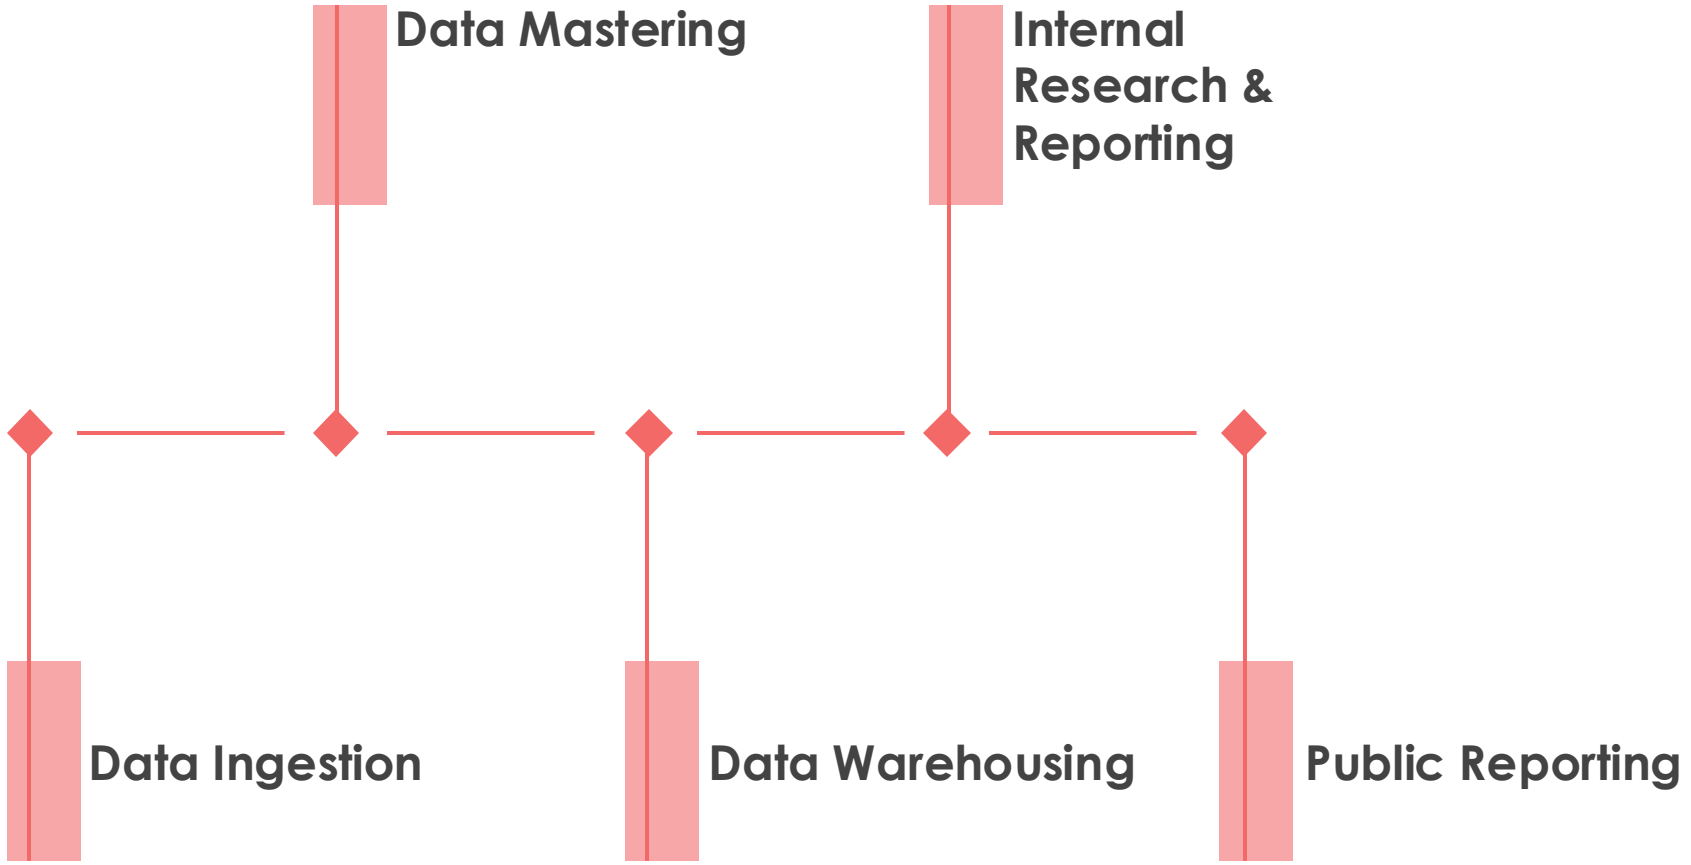 Data Mastering
Internal
Research &
Reporting
Data Ingestion
Data Warehousing
Public Reporting